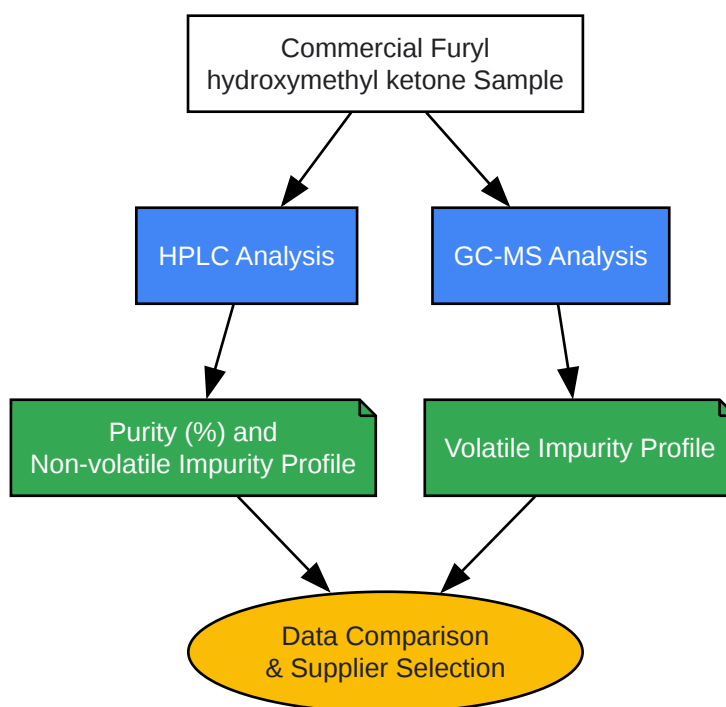 Commercial Furyl
hydroxymethyl ketone Sample
HPLC Analysis
GC-MS Analysis
Purity (%) and
Non-volatile Impurity Profile
Volatile Impurity Profile
Data Comparison
& Supplier Selection